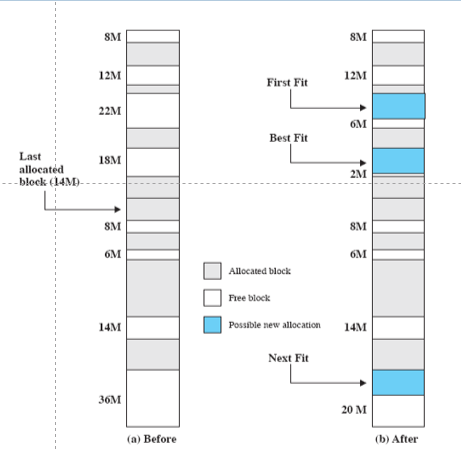 8M
12M
22M
18M
Last
allocated
block (14M)
8M
6M
14M
36M
(a) Before
8M
12M
First Fit
6M
Best Fit
2M
8M
6M
Allocated block
Free block
Possible new allocation
14M
Next Fit
20 M
(b) After